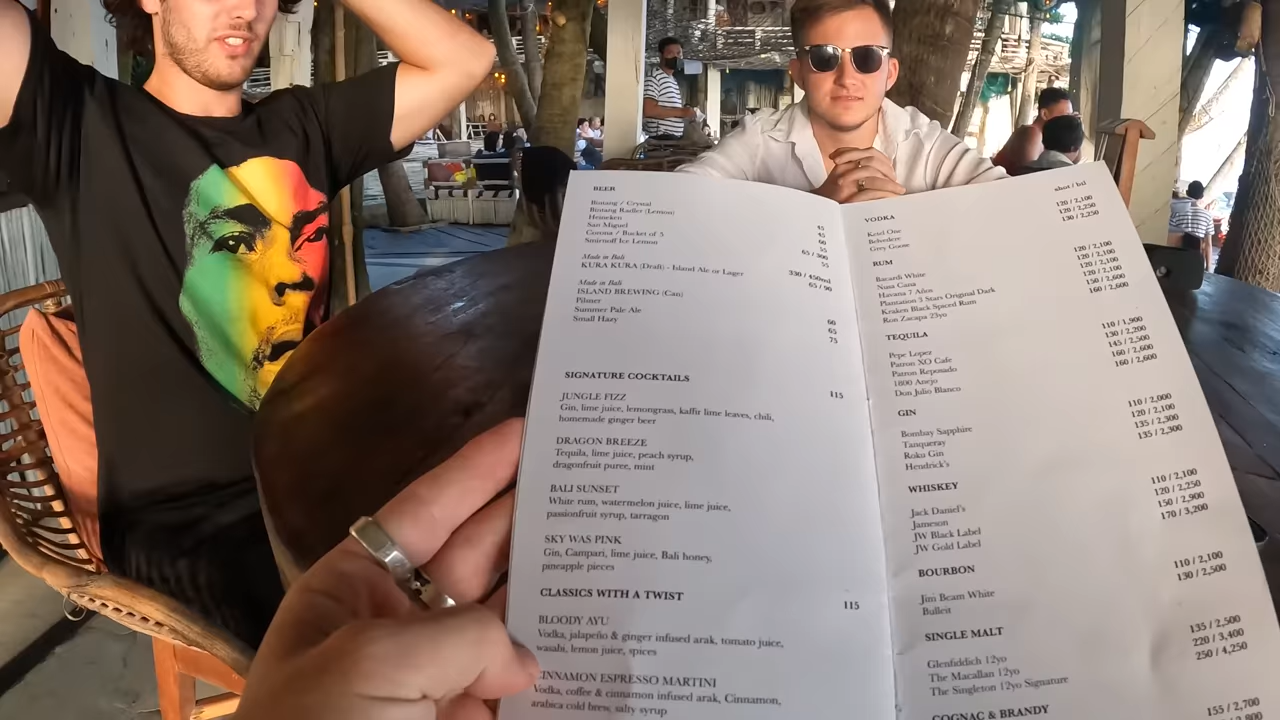 BEER
Bintang / Crystal
Bintang Radler (Lemon)
Heineken
San Miguel
Corona / Bucket of 5
Smirnoff Ice Lemon
45
45
60
55
65 / 300
55
Made in Bali
KURA KURA (Draft) - Island Ale or Lager
330 / 450ml
65 / 90
Made in Bali
ISLAND BREWING (Can)
Pilsner
Summer Pale Ale
Small Hazy
60
65
75
SIGNATURE COCKTAILS
115
JUNGLE FIZZ
Gin, lime juice, lemongrass, kaffir lime leaves, chili,
homemade ginger beer
DRAGON BREEZE
Tequila, lime juice, peach syrup,
dragonfruit puree, mint
BALI SUNSET
White rum, watermelon juice, lime juice,
passionfruit syrup, tarragon
SKY WAS PINK
Gin, Campari, lime juice, Bali honey,
pineapple pieces
CLASSICS WITH A TWIST
115
BLOODY AYU
Vodka, jalapeño & ginger infused arak, tomato juice,
wasabi, lemon juice, spices
CINNAMON ESPRESSO MARTINI
Vodka, coffee & cinnamon infused arak, Cinnamon,
arabica cold brew, salty syrup
shot / btl
VODKA
Ketel One
Belvedere
Grey Goose
120 / 2,100
120 / 2,250
130 / 2,250
RUM
Bacardi White
Nusa Cana
Havana 7 Años
Plantation 3 Stars Original Dark
Kraken Black Spiced Rum
Ron Zacapa 23yo
120 / 2,100
120 / 2,100
120 / 2,100
120 / 2,100
150 / 2,600
160 / 2,600
TEQUILA
Pepe Lopez
Patron XO Cafe
Patron Reposado
1800 Anejo
Don Julio Blanco
110 / 1,900
130 / 2,200
145 / 2,500
160 / 2,600
160 / 2,600
GIN
Bombay Sapphire
Tanqueray
Roku Gin
Hendrick's
110 / 2,000
120 / 2,100
135 / 2,300
135 / 2,300
WHISKEY
Jack Daniel's
Jameson
JW Black Label
JW Gold Label
110 / 2,100
120 / 2,250
150 / 2,900
170 / 3,200
BOURBON
Jim Beam White
Bulleit
110 / 2,100
130 / 2,500
SINGLE MALT
Glenfiddich 12yo
The Macallan 12yo
The Singleton 12yo Signature
135 / 2,500
220 / 3,400
250 / 4,250
COGNAC & BRANDY
155 / 2,700